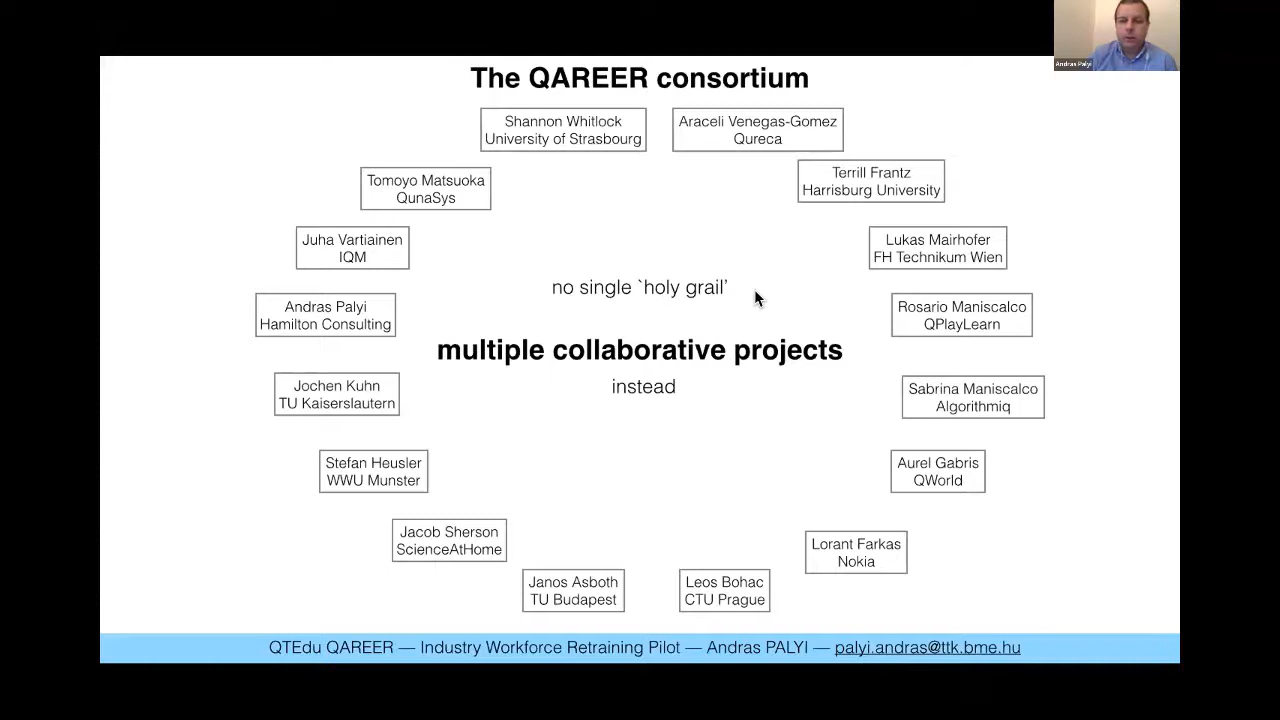 Andras Palyi
The QAREER consortium
Shannon Whitlock
University of Strasbourg
Araceli Venegas-Gomez
Qureca
Tomoyo Matsuoka
QunaSys
Terrill Frantz
Harrisburg University
Juha Vartiainen
IQM
Lukas Mairhofer
FH Technikum Wien
Andras Palyi
Hamilton Consulting
no single `holy grail’
Rosario Maniscalco
QPlayLearn
multiple collaborative projects
instead
Jochen Kuhn
TU Kaiserslautern
Sabrina Maniscalco
Algorithmiq
Stefan Heusler
WWU Munster
Aurel Gabris
QWorld
Jacob Sherson
ScienceAtHome
Lorant Farkas
Nokia
Janos Asboth
TU Budapest
Leos Bohac
CTU Prague
QTEdu QAREER — Industry Workforce Retraining Pilot — Andras PALYI — palyi.andras@ttk.bme.hu